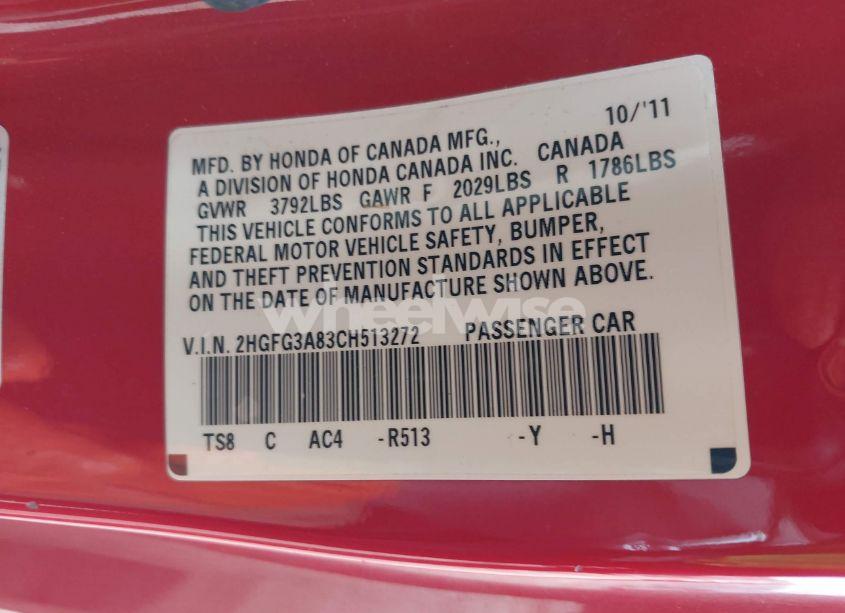 10/'11
MFD. BY HONDA OF CANADA MFG.,
A DIVISION OF HONDA CANADA INC. CANADA
GVWR 3792LBS GAWR F 2029LBS R 1786LBS
THIS VEHICLE CONFORMS TO ALL APPLICABLE
FEDERAL MOTOR VEHICLE SAFETY, BUMPER,
AND THEFT PREVENTION STANDARDS IN EFFECT
ON THE DATE OF MANUFACTURE SHOWN ABOVE.
wheelwise
V.I.N. 2HGFG3A83CH513272 PASSENGER CAR
TS8 C AC4 -R513 -Y -H